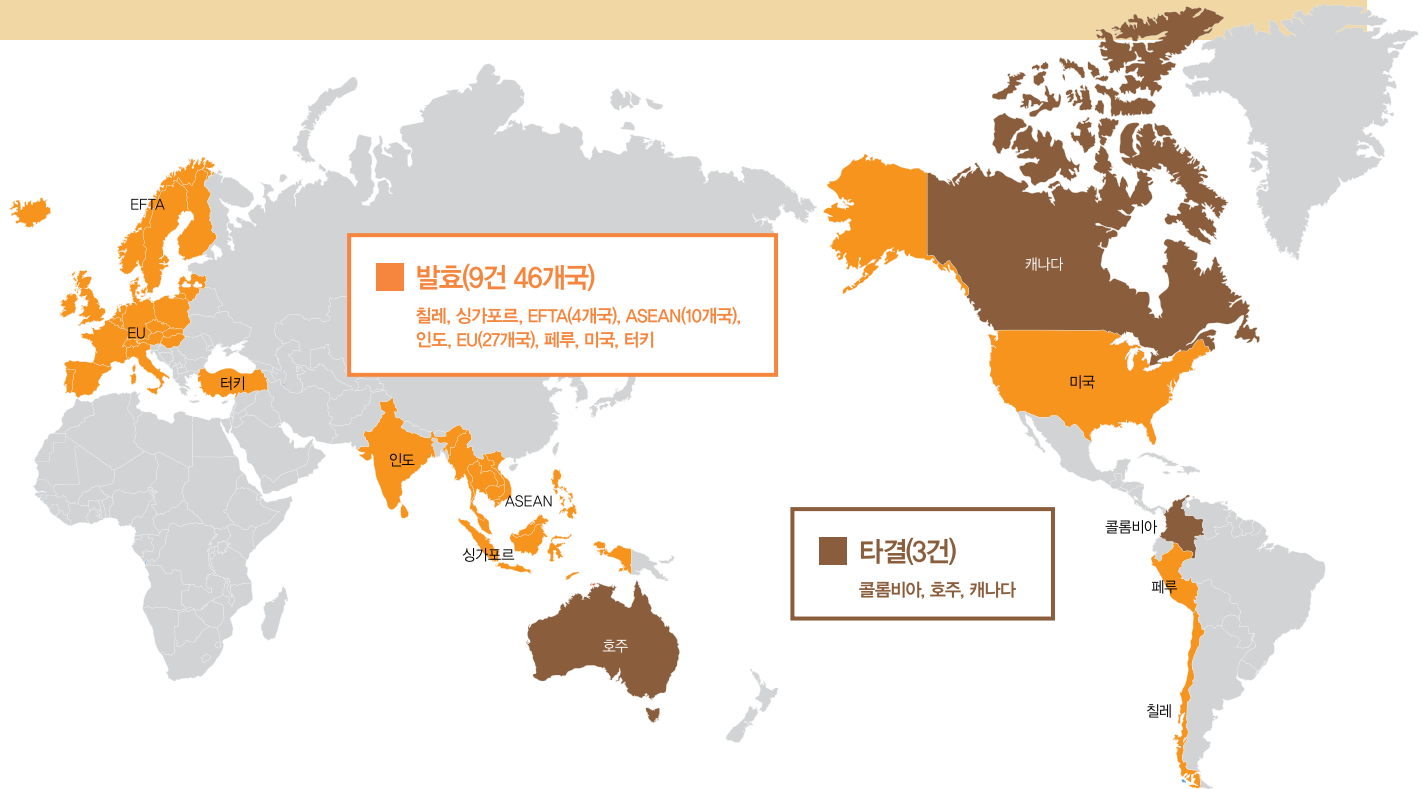 EFTA
EU
터키
발효(9건 46개국)
칠레, 싱가포르, EFTA(4개국), ASEAN(10개국),
인도, EU(27개국), 페루, 미국, 터키
인도
ASEAN
싱가포르
호주
캐나다
미국
타결(3건)
콜롬비아, 호주, 캐나다
콜롬비아
페루
칠레